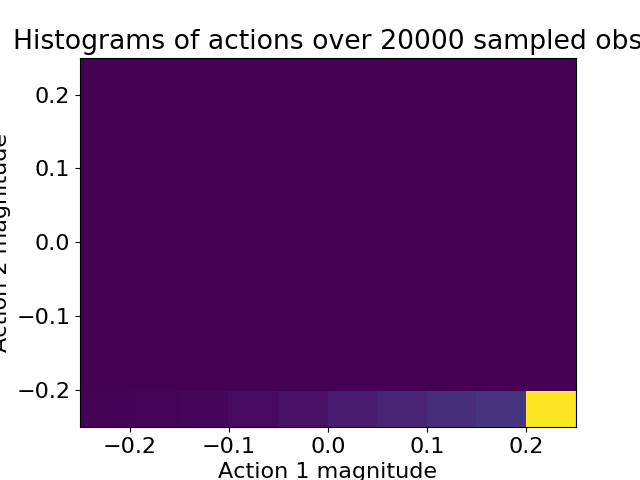 Histograms of actions over 20000 sampled obs
0.2
0.1
0.0
−0.1
−0.2
Action 2 magnitude
−0.2 −0.1 0.0 0.1 0.2
Action 1 magnitude